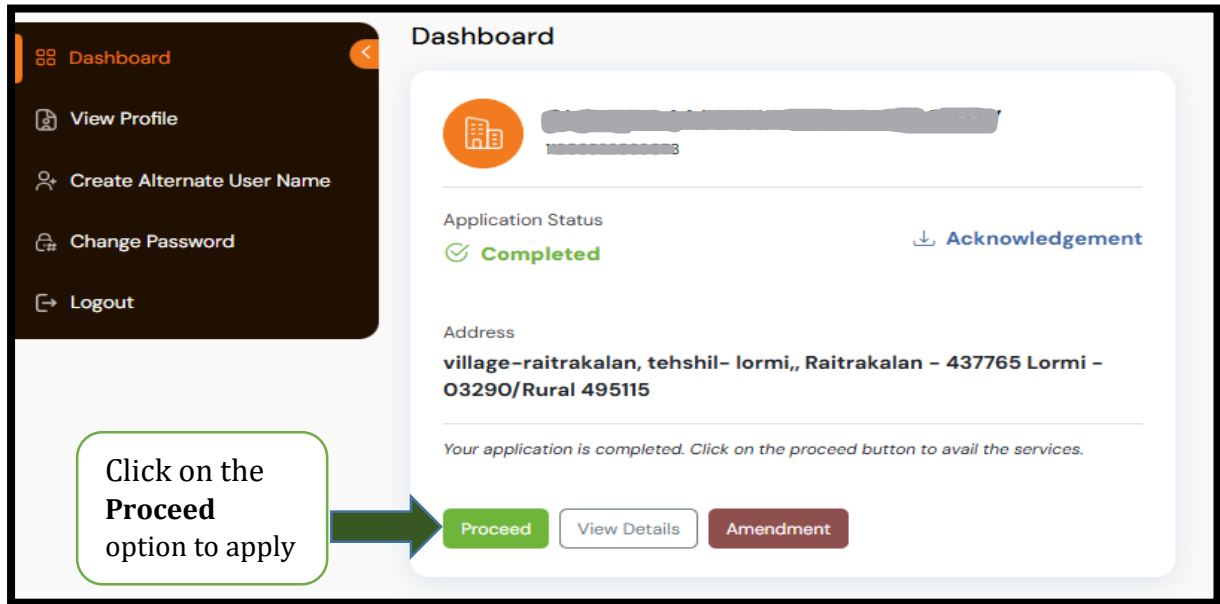 Dashboard
View Profile
Create Alternate User Name
Change Password
Logout
Dashboard
Application Status
Completed
Acknowledgement
Address
village-raitrakalan, tehshil- lormi,, Raitrakalan - 437765 Lormi -
03290/Rural 495115
Your application is completed. Click on the proceed button to avail the services.
Click on the
Proceed
option to apply
Proceed
View Details
Amendment